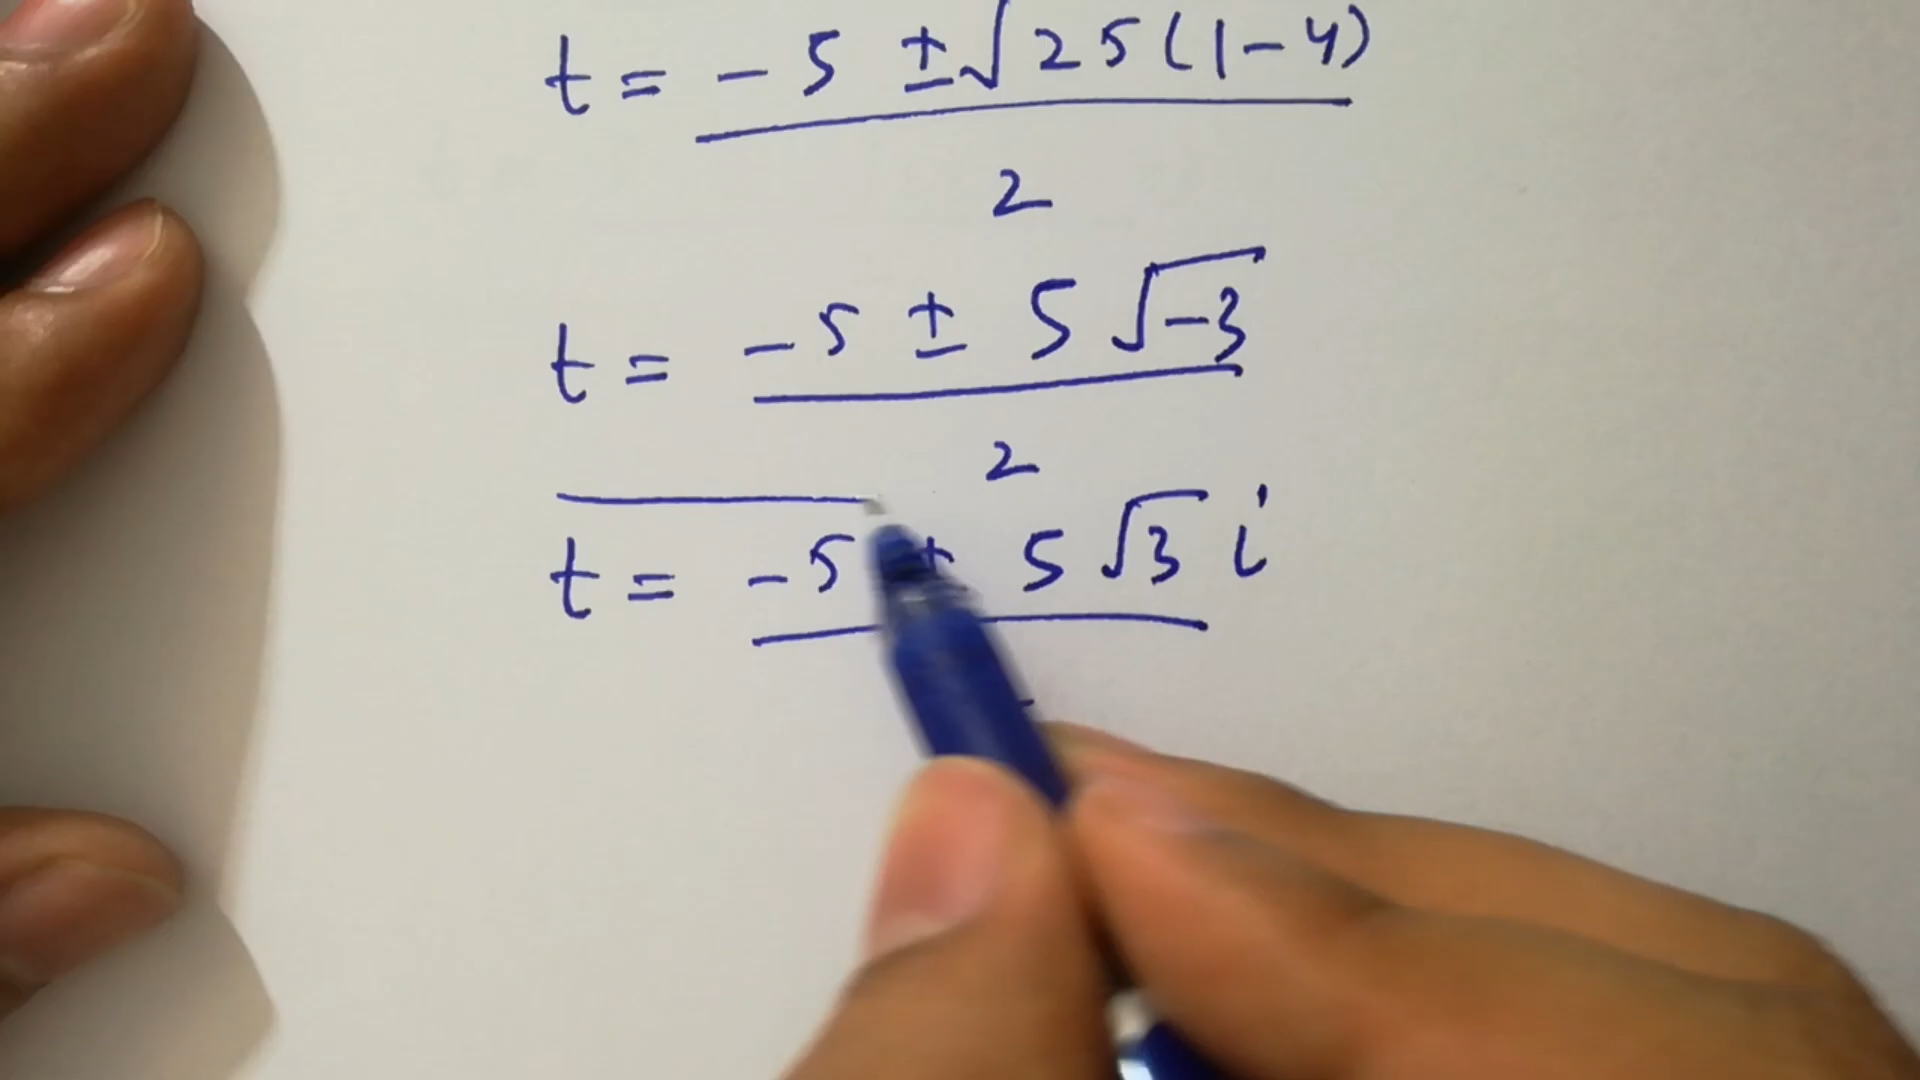 t = -5 ± √25(1-4)
2
t = -5 ± 5 √-3
2
t = -5 ± 5 √3 i